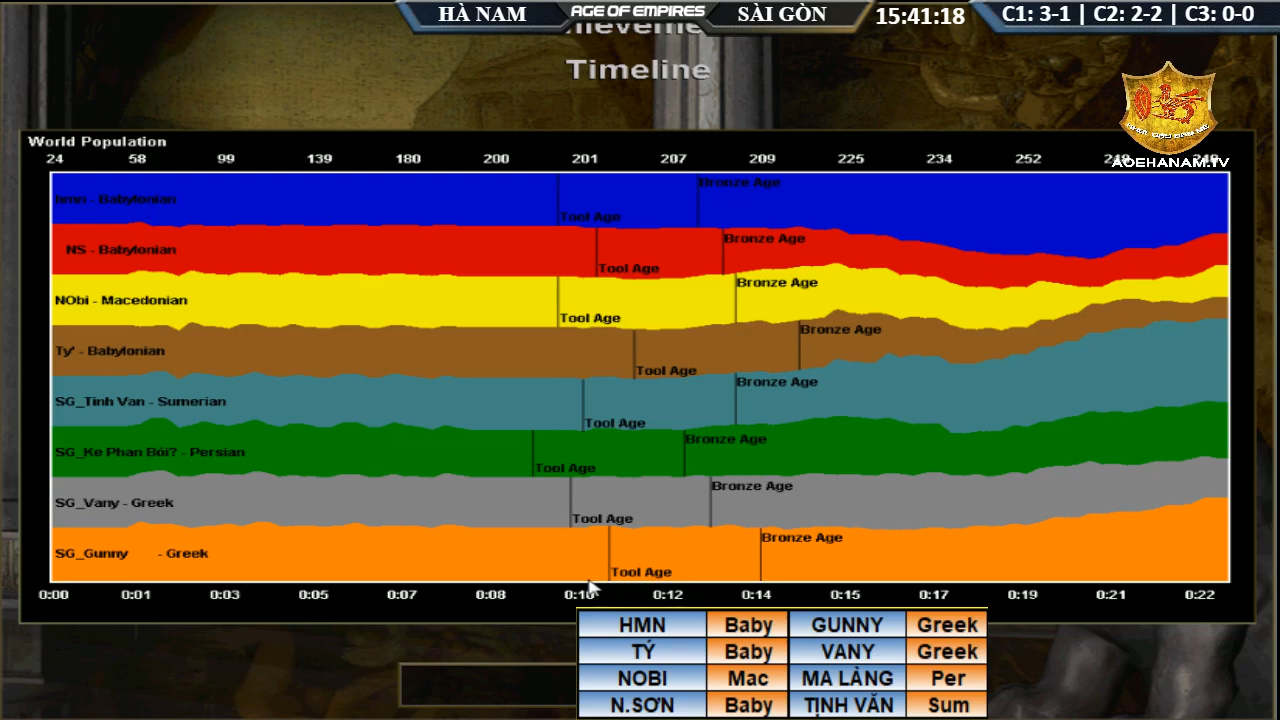 HÀ NAM AGE OF EMPIRES SÀI GÒN 15:41:18 C1: 3-1 | C2: 2-2 | C3: 0-0
Timeline
AOEHANAM.TV
World Population
24 58 99 139 180 200 201 207 209 225 234 252
hmn - Babylonian
Bronze Age
Tool Age
NS - Babylonian
Bronze Age
Tool Age
NObi - Macedonian
Bronze Age
Tool Age
Ty' - Babylonian
Bronze Age
Tool Age
SG_Tinh Van - Sumerian
Bronze Age
Tool Age
SG_Ke Phan Bôi? - Persian
Bronze Age
Tool Age
SG_Vany - Greek
Bronze Age
Tool Age
SG_Gunny - Greek
Bronze Age
Tool Age
0:00 0:01 0:03 0:05 0:07 0:08 0:10 0:12 0:14 0:15 0:17 0:19 0:21 0:22
HMN Baby GUNNY Greek
TÝ Baby VANY Greek
NOBI Mac MA LÀNG Per
N.SƠN Baby TỊNH VĂN Sum